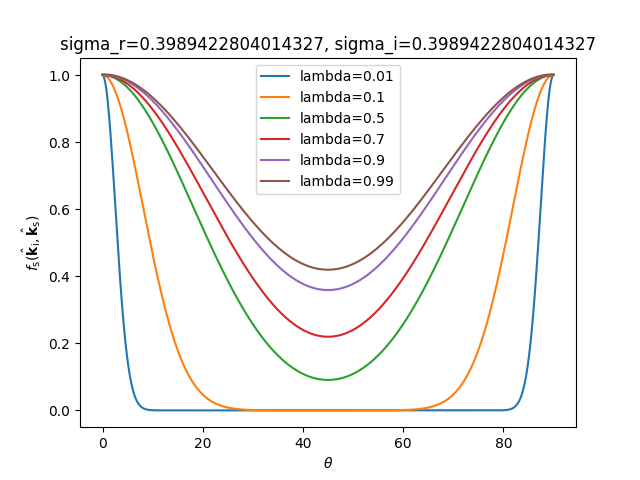 sigma_r=0.3989422804014327, sigma_i=0.3989422804014327
lambda=0.01
lambda=0.1
lambda=0.5
lambda=0.7
lambda=0.9
lambda=0.99
1.0
0.8
0.6
0.4
0.2
0.0
f_s(k̂_i, k̂_s)
0 20 40 60 80
θ